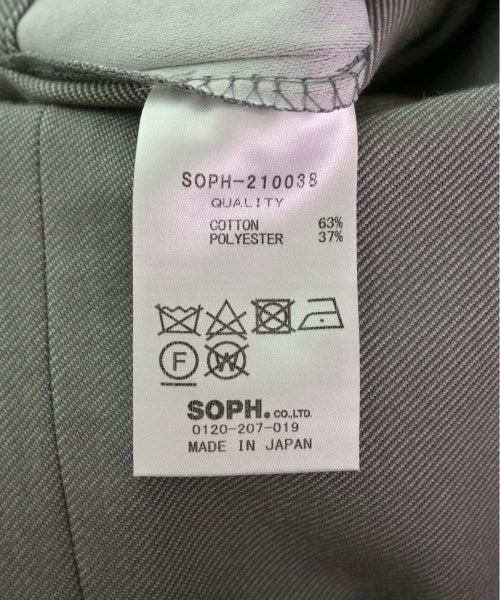 SOPH-210038
QUALITY
COTTON 63%
POLYESTER 37%
F W
SOPH. CO.,LTD.
0120-207-019
MADE IN JAPAN